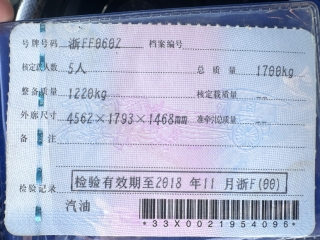 号牌号码 浙FF060Z 档案编号
核定载人数 5人 总质量 1700kg
整备质量 1220kg 核定载质量 --
外廓尺寸 4562×1793×1468mm 准牵引总质量 --
备注
检验记录 检验有效期至2018年11月浙F(00)
汽油
*33X0021954096*